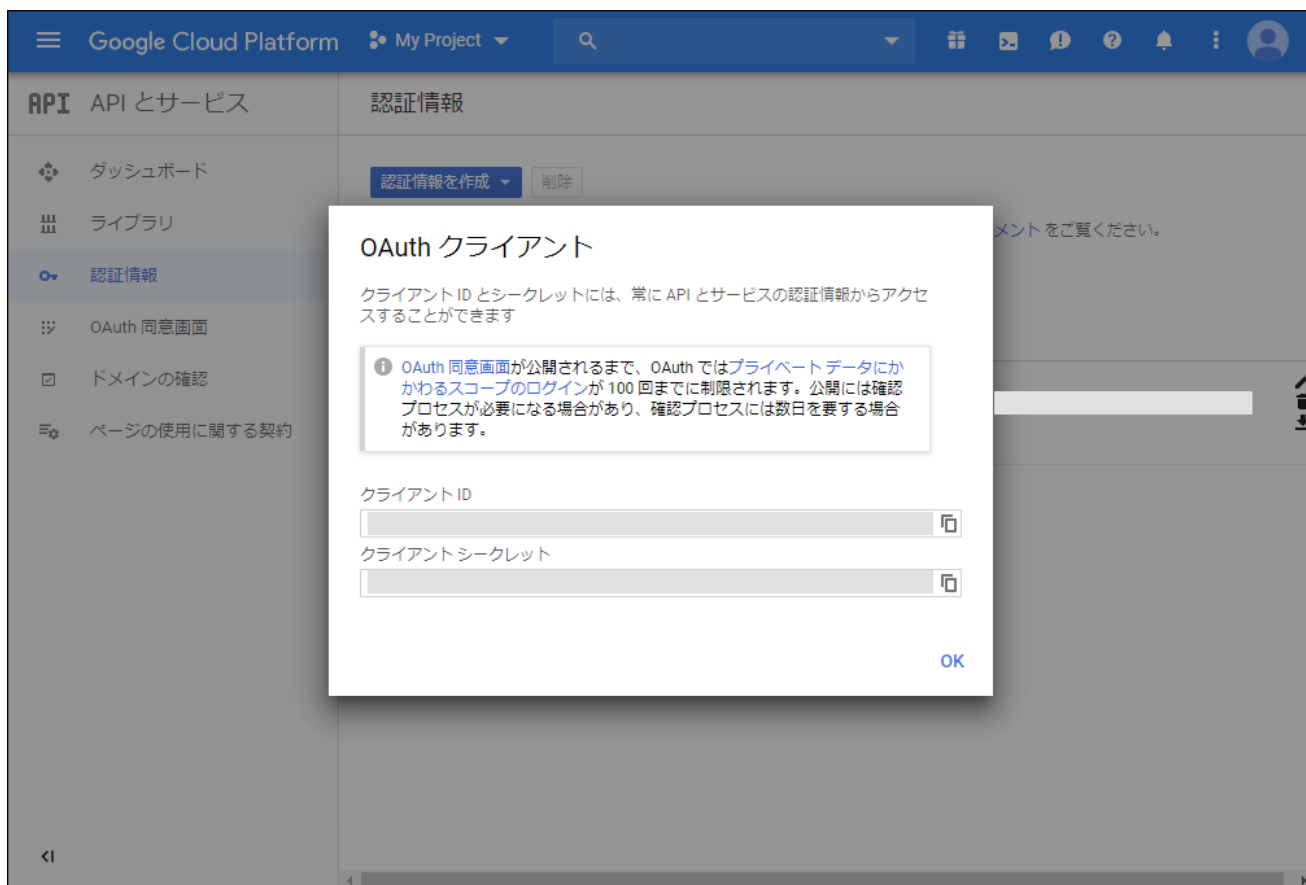 Google Cloud Platform
My Project
API API とサービス
認証情報
ダッシュボード
ライブラリ
認証情報
OAuth 同意画面
ドメインの確認
ページの使用に関する契約
認証情報を作成
削除
メント をご覧ください。
OAuth クライアント
クライアント ID とシークレットには、常に API とサービスの認証情報からアクセ
スすることができます
OAuth 同意画面が公開されるまで、OAuth ではプライベート データにか
かわるスコープのログインが 100 回までに制限されます。公開には確認
プロセスが必要になる場合があり、確認プロセスには数日を要する場合
があります。
クライアント ID
クライアント シークレット
OK